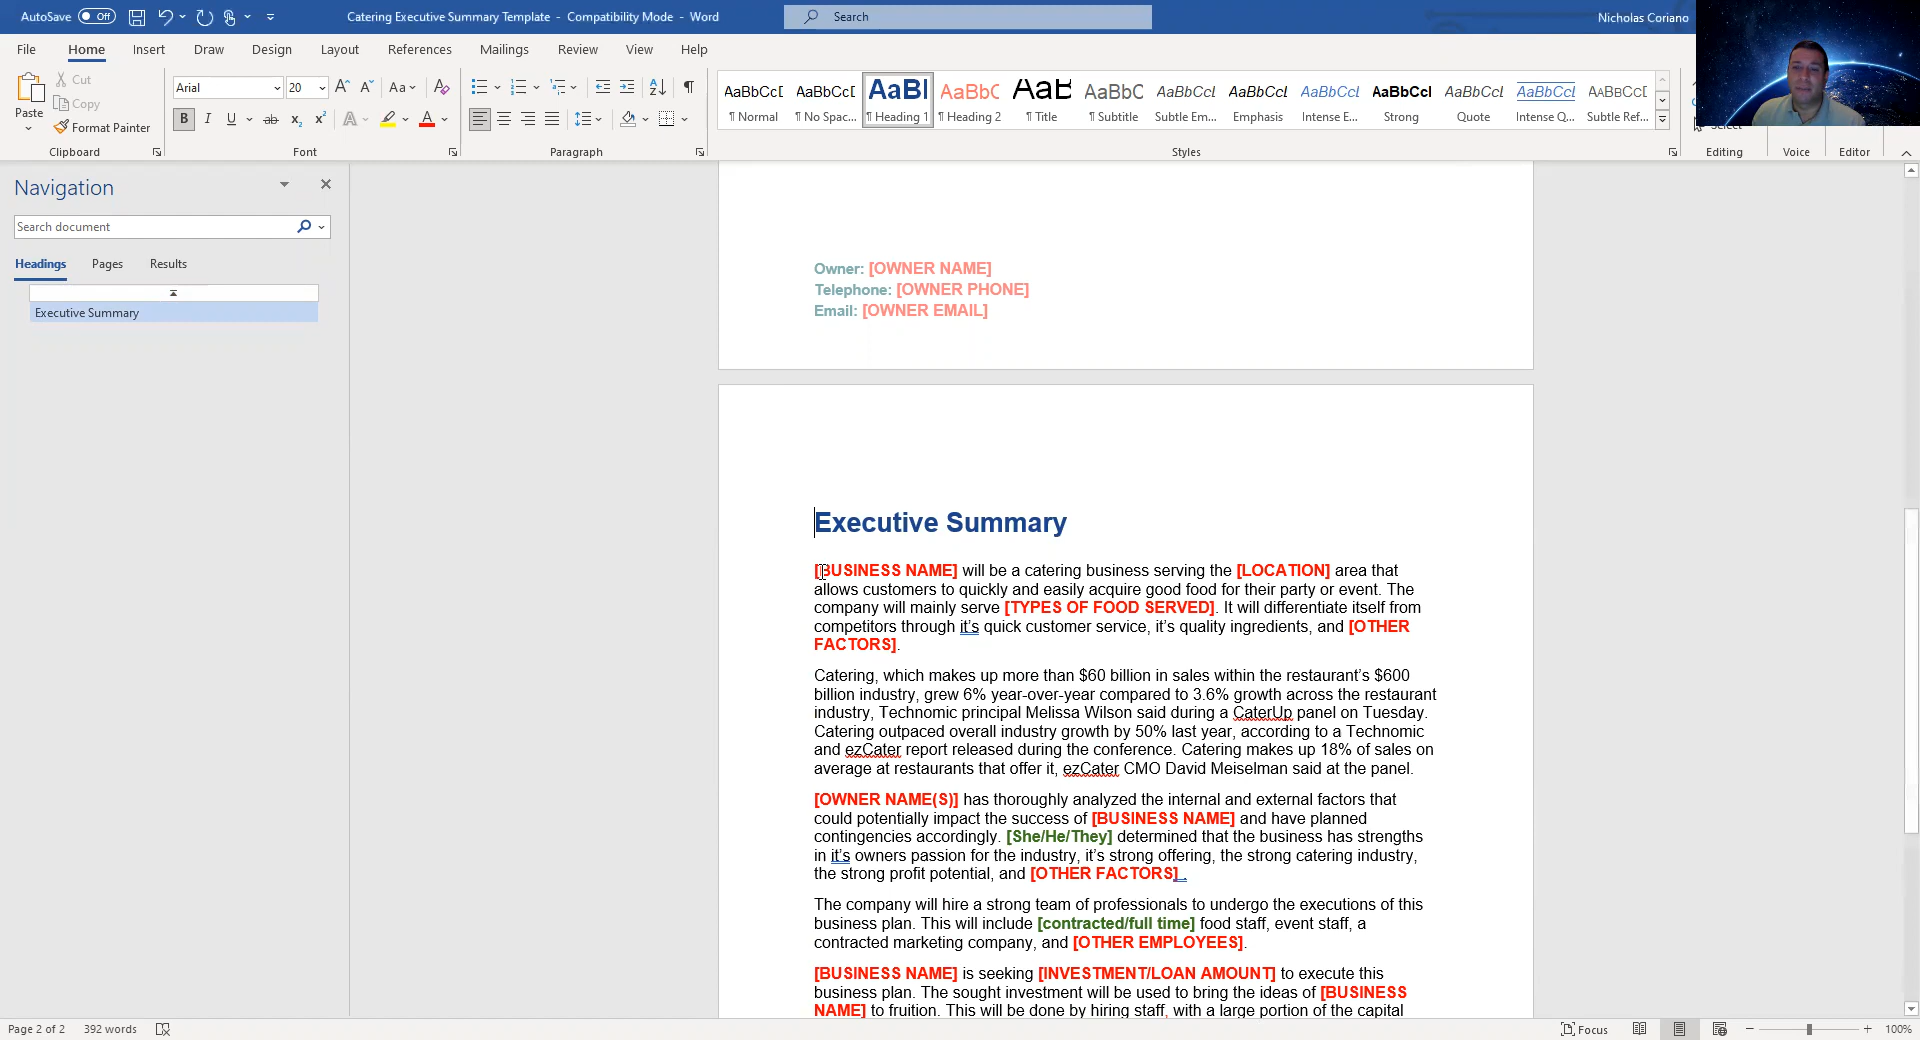 AutoSave Off Catering Executive Summary Template - Compatibility Mode - Word Search Nicholas Coriano
File Home Insert Draw Design Layout References Mailings Review View Help
Paste Cut Copy Format Painter
Arial 20 Aa
AaBbCcDd AaBbCcDd AaBl AaBbC AaB AaBbC AaBbCcL AaBbCcL AaBbCcL AaBbCcl AaBbCcL AaBbCcL AaBbCcD
¶ Normal ¶ No Spac... ¶ Heading 1 ¶ Heading 2 ¶ Title ¶ Subtitle Subtle Em... Emphasis Intense E... Strong Quote Intense Q... Subtle Ref... Select
Clipboard Font Paragraph Styles Editing Voice Editor
Navigation
Search document
Headings Pages Results
Executive Summary
Owner: [OWNER NAME]
Telephone: [OWNER PHONE]
Email: [OWNER EMAIL]
Executive Summary
[BUSINESS NAME] will be a catering business serving the [LOCATION] area that
allows customers to quickly and easily acquire good food for their party or event. The
company will mainly serve [TYPES OF FOOD SERVED]. It will differentiate itself from
competitors through it's quick customer service, it's quality ingredients, and [OTHER
FACTORS].
Catering, which makes up more than $60 billion in sales within the restaurant's $600
billion industry, grew 6% year-over-year compared to 3.6% growth across the restaurant
industry, Technomic principal Melissa Wilson said during a CaterUp panel on Tuesday.
Catering outpaced overall industry growth by 50% last year, according to a Technomic
and ezCater report released during the conference. Catering makes up 18% of sales on
average at restaurants that offer it, ezCater CMO David Meiselman said at the panel.
[OWNER NAME(S)] has thoroughly analyzed the internal and external factors that
could potentially impact the success of [BUSINESS NAME] and have planned
contingencies accordingly. [She/He/They] determined that the business has strengths
in it's owners passion for the industry, it's strong offering, the strong catering industry,
the strong profit potential, and [OTHER FACTORS] .
The company will hire a strong team of professionals to undergo the executions of this
business plan. This will include [contracted/full time] food staff, event staff, a
contracted marketing company, and [OTHER EMPLOYEES].
[BUSINESS NAME] is seeking [INVESTMENT/LOAN AMOUNT] to execute this
business plan. The sought investment will be used to bring the ideas of [BUSINESS
NAME] to fruition. This will be done by hiring staff, with a large portion of the capital
Page 2 of 2 392 words Focus 100%